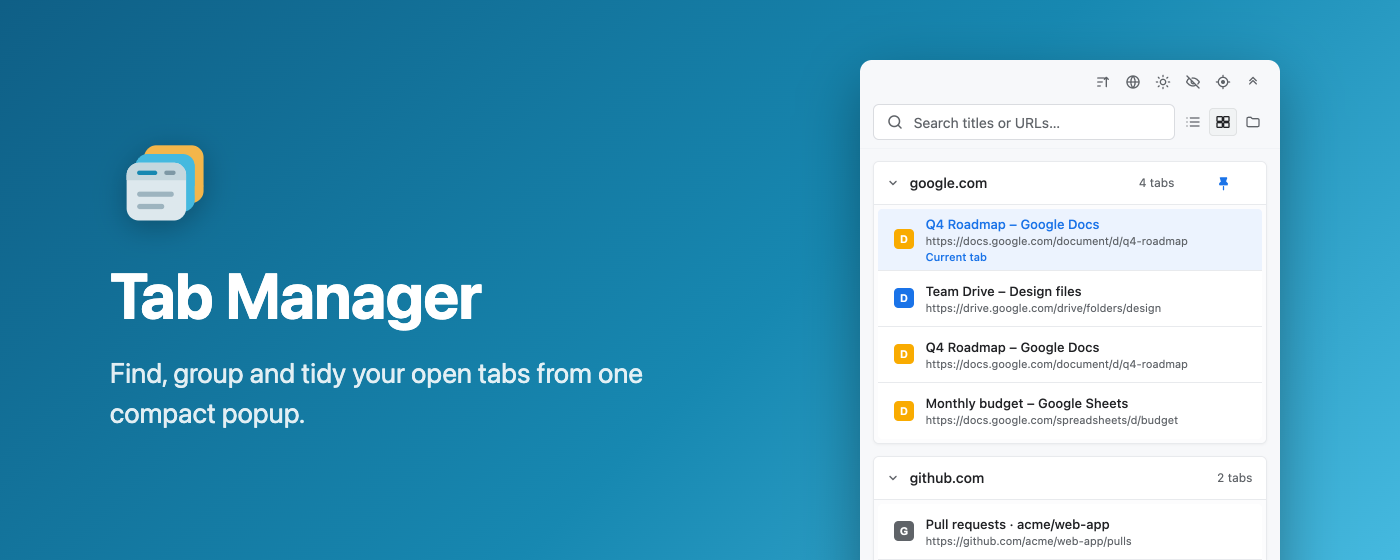 Tab Manager
Find, group and tidy your open tabs from one
compact popup.
Search titles or URLs...
google.com 4 tabs
D Q4 Roadmap – Google Docs
https://docs.google.com/document/d/q4-roadmap
Current tab
D Team Drive – Design files
https://drive.google.com/drive/folders/design
D Q4 Roadmap – Google Docs
https://docs.google.com/document/d/q4-roadmap
D Monthly budget – Google Sheets
https://docs.google.com/spreadsheets/d/budget
github.com 2 tabs
G Pull requests · acme/web-app
https://github.com/acme/web-app/pulls